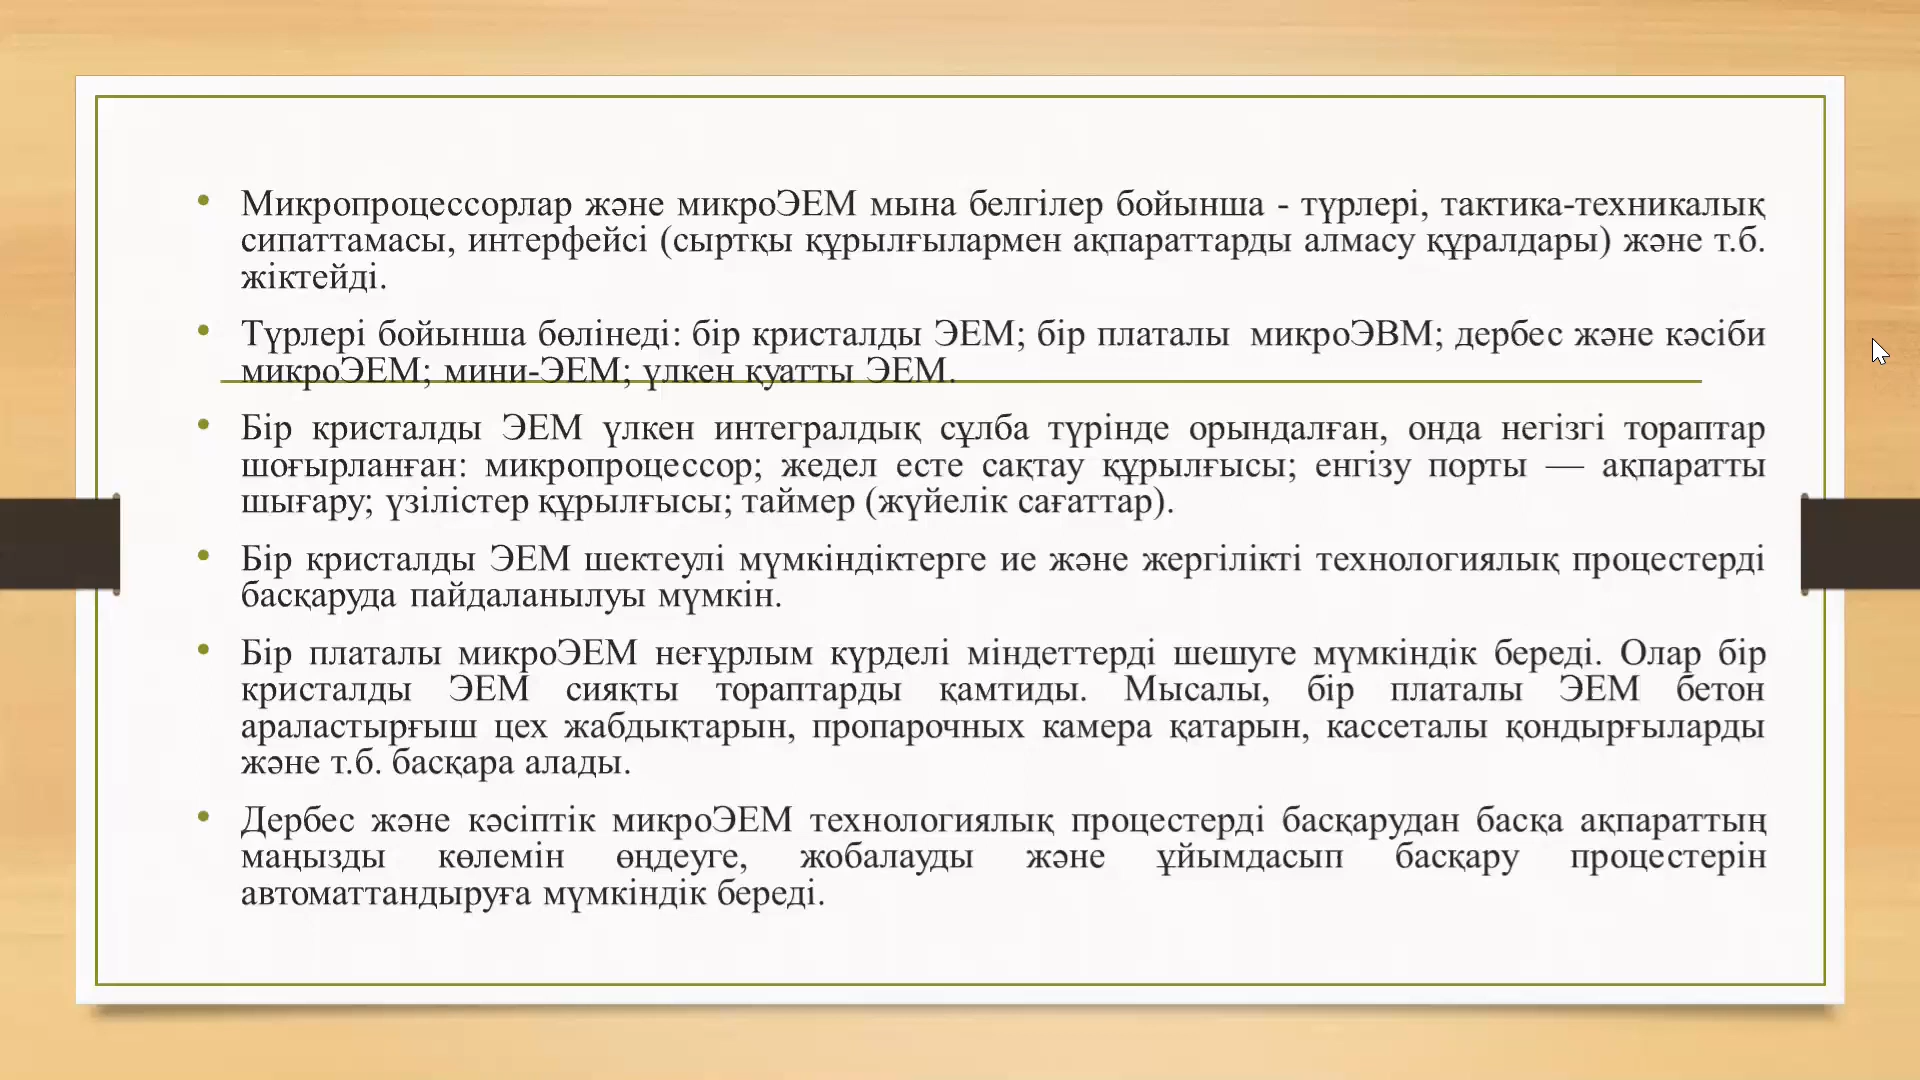 • Микропроцессорлар және микроЭЕМ мына белгілер бойынша - түрлері, тактика-техникалық
сипаттамасы, интерфейсі (сыртқы құрылғылармен ақпараттарды алмасу құралдары) және т.б.
жіктейді.
• Түрлері бойынша бөлінеді: бір кристалды ЭЕМ; бір платалы микроЭВМ; дербес және кәсіби
микроЭЕМ; мини-ЭЕМ; үлкен қуатты ЭЕМ.
• Бір кристалды ЭЕМ үлкен интегралдық сұлба түрінде орындалған, онда негізгі тораптар
шоғырланған: микропроцессор; жедел есте сақтау құрылғысы; енгізу порты — ақпаратты
шығару; үзілістер құрылғысы; таймер (жүйелік сағаттар).
• Бір кристалды ЭЕМ шектеулі мүмкіндіктерге ие және жергілікті технологиялық процестерді
басқаруда пайдаланылуы мүмкін.
• Бір платалы микроЭЕМ неғұрлым күрделі міндеттерді шешуге мүмкіндік береді. Олар бір
кристалды ЭЕМ сияқты тораптарды қамтиды. Мысалы, бір платалы ЭЕМ бетон
араластырғыш цех жабдықтарын, пропарочных камера қатарын, кассеталы қондырғыларды
және т.б. басқара алады.
• Дербес және кәсіптік микроЭЕМ технологиялық процестерді басқарудан басқа ақпараттың
маңызды көлемін өңдеуге, жобалауды және ұйымдасып басқару процестерін
автоматтандыруға мүмкіндік береді.